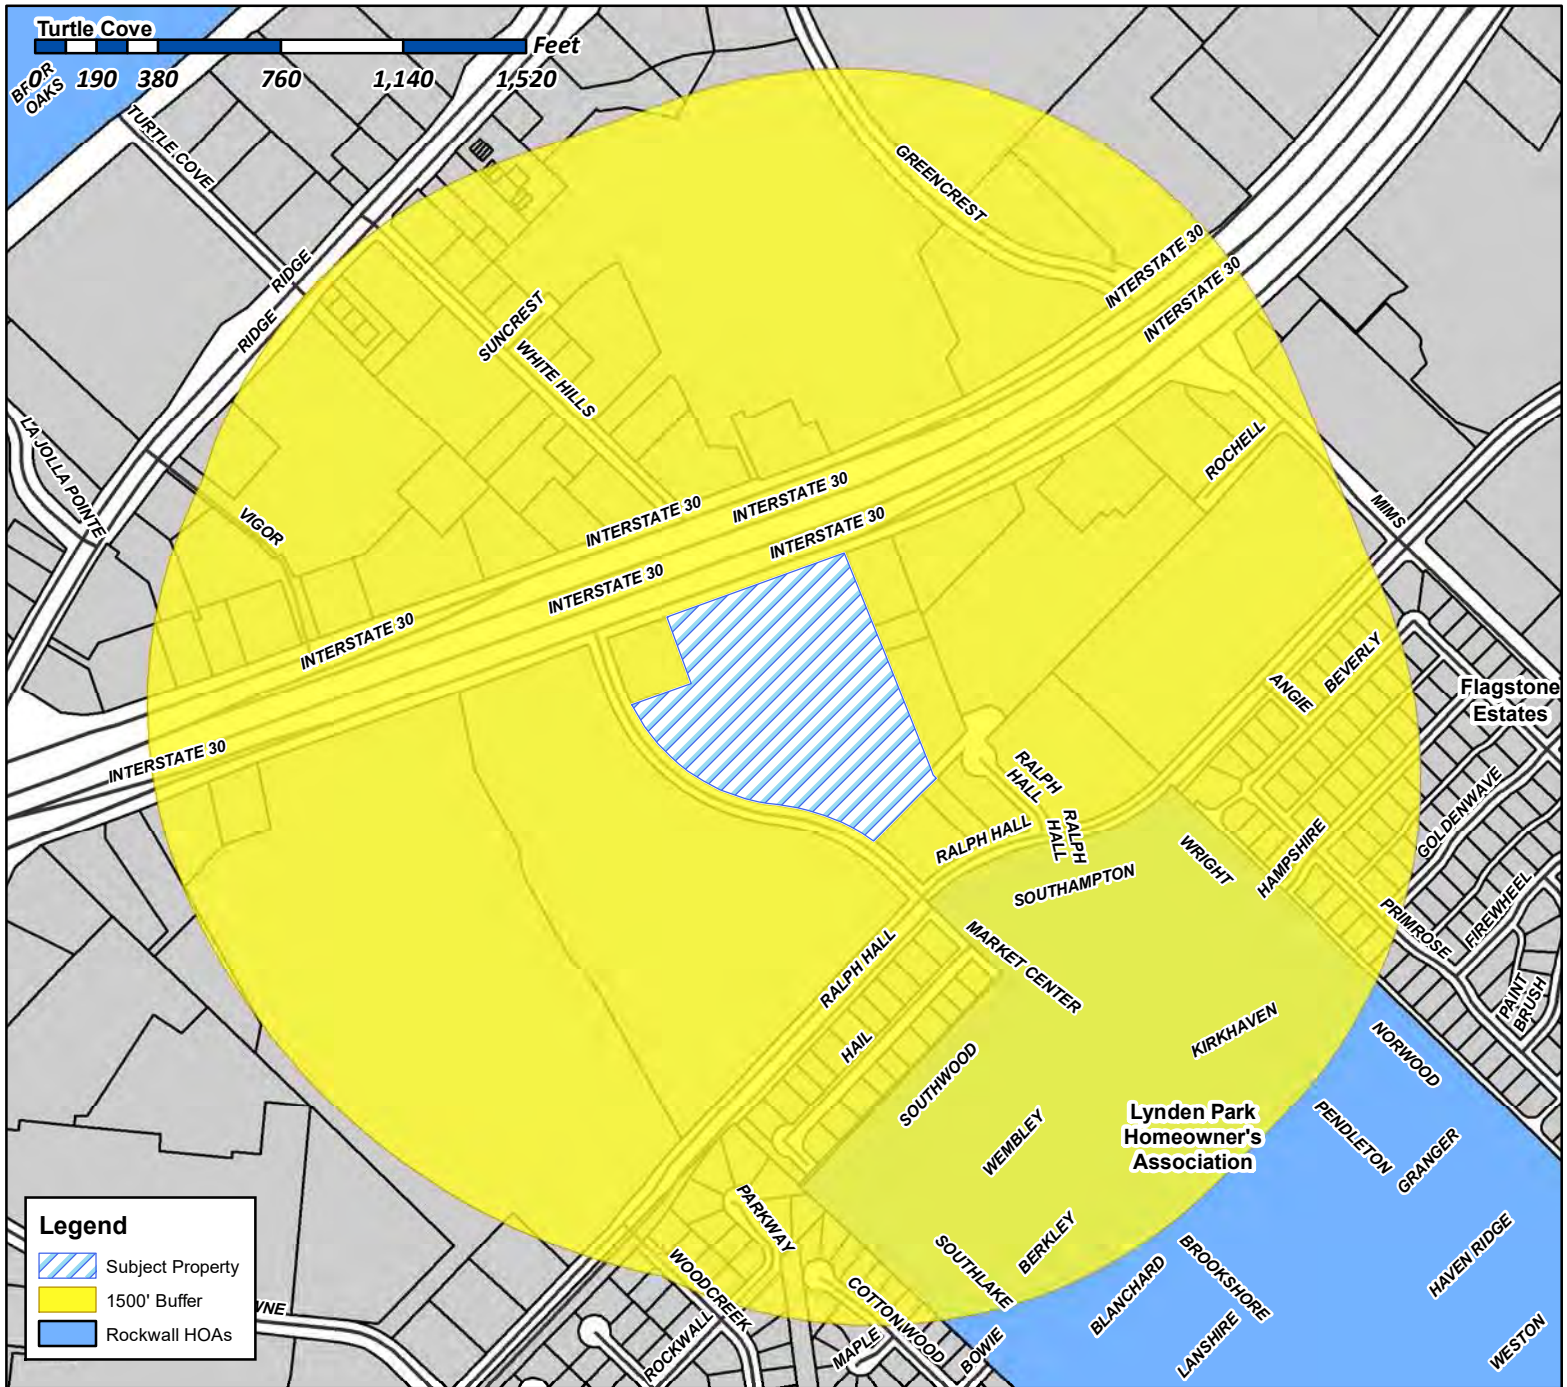 Turtle Cove
Feet
0 190 380 760 1,140 1,520
OAKS
TURTLE COVE
GREENCREST
RIDGE
RIDGE
INTERSTATE 30
INTERSTATE 30
SUNCREST
WHITE HILLS
LA JOLLA POINTE
ROCHELL
VIGOR
INTERSTATE 30
INTERSTATE 30
INTERSTATE 30
MIMS
INTERSTATE 30
INTERSTATE 30
INTERSTATE 30
ANGIE
BEVERLY
Flagstone
Estates
RALPH
HALL
RALPH
HALL
RALPH HALL
GOLDENWAVE
WRIGHT
HAMPSHIRE
SOUTHAMPTON
PRIMROSE
FIREWHEEL
MARKET CENTER
RALPH HALL
PAINT
BRUSH
HAIL
KIRKHAVEN
NORWOOD
SOUTHWOOD
WEMBLEY
Lynden Park
Homeowner's
Association
PENDLETON
GRANGER
PARKWAY
BERKLEY
SOUTHLAKE
WOODCREEK
BLANCHARD
BROOKSHORE
HAVEN RIDGE
COTTONWOOD
ROCKWALL
MAPLE
BOWIE
LANSHIRE
WESTON
WNE
Legend
Subject Property
1500' Buffer
Rockwall HOAs